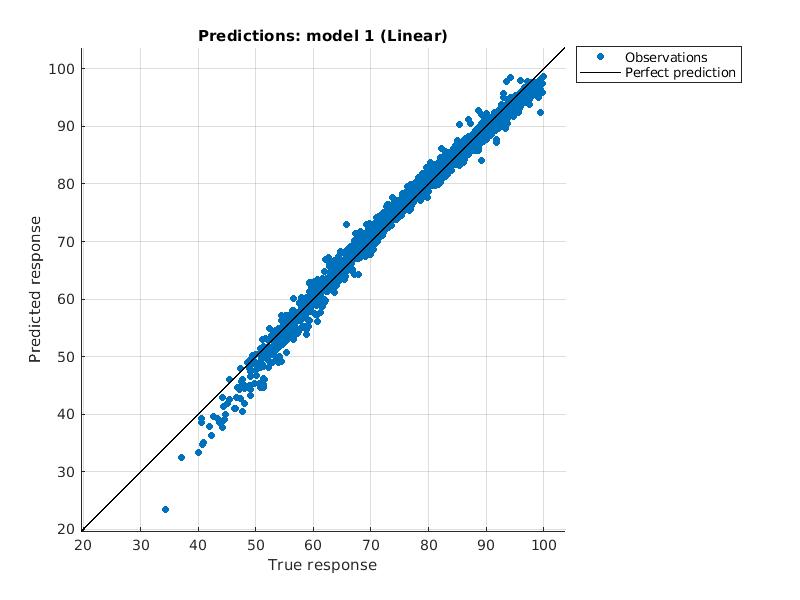 Predictions: model 1 (Linear)
Observations
Perfect prediction
Predicted response
100
90
80
70
60
50
40
30
20
20 30 40 50 60 70 80 90 100
True response